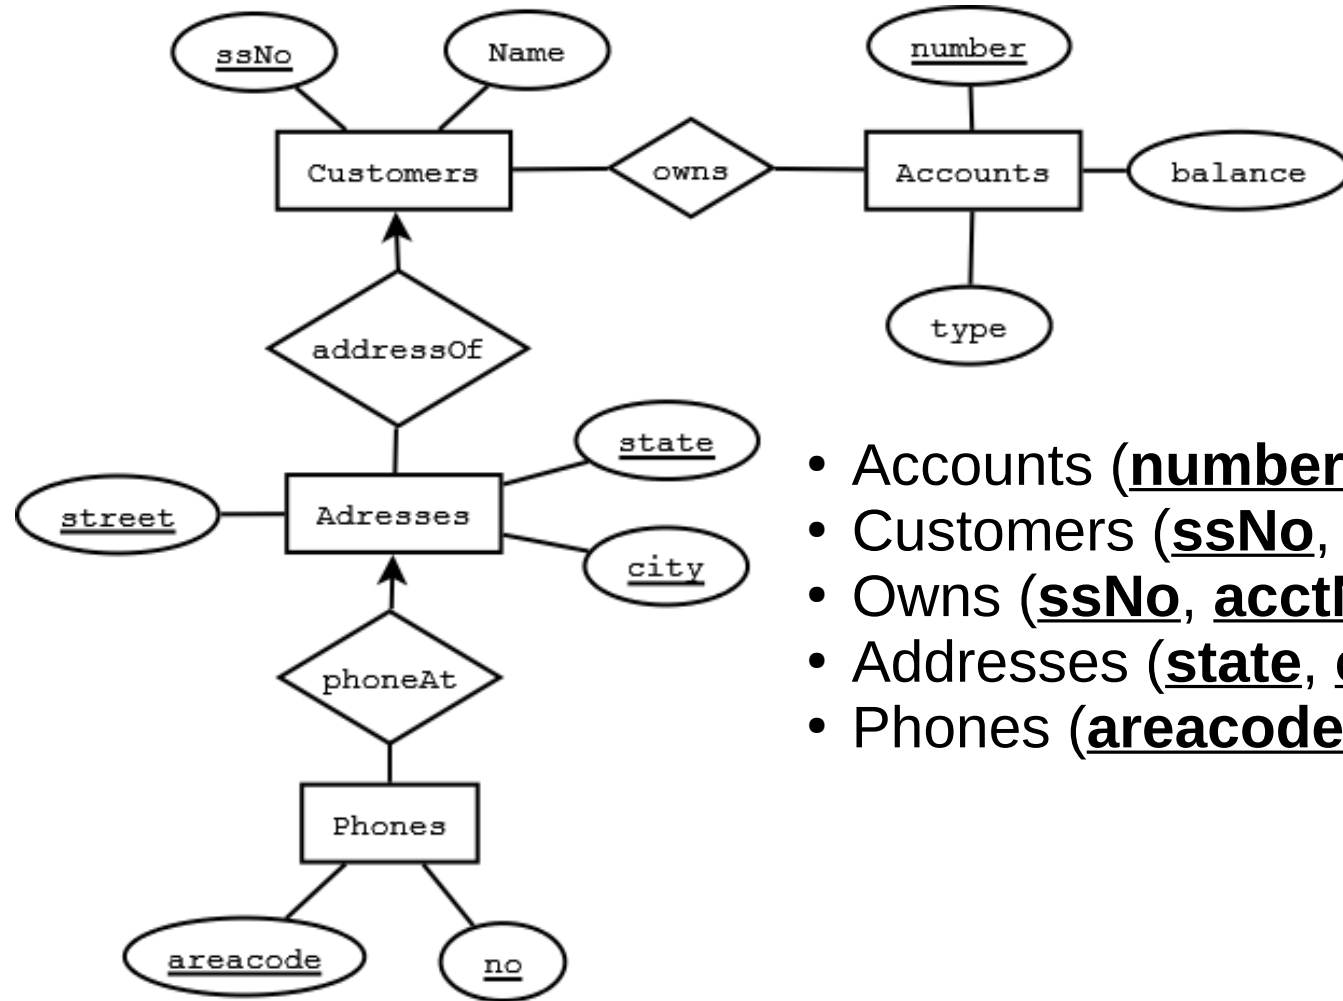 ssNo
Name
number
Customers
owns
Accounts
balance
addressOf
type
state
street
Adresses
city
phoneAt
Phones
areacode
no
• Accounts (number
• Customers (ssNo,
• Owns (ssNo,
• Addresses (state,
• Phones (areacode